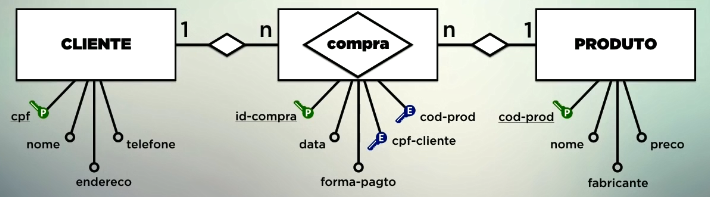 1 n n 1
CLIENTE compra PRODUTO
cpf P id-compra P E cod-prod cod-prod P
nome telefone data E cpf-cliente nome preco
endereco forma-pagto fabricante